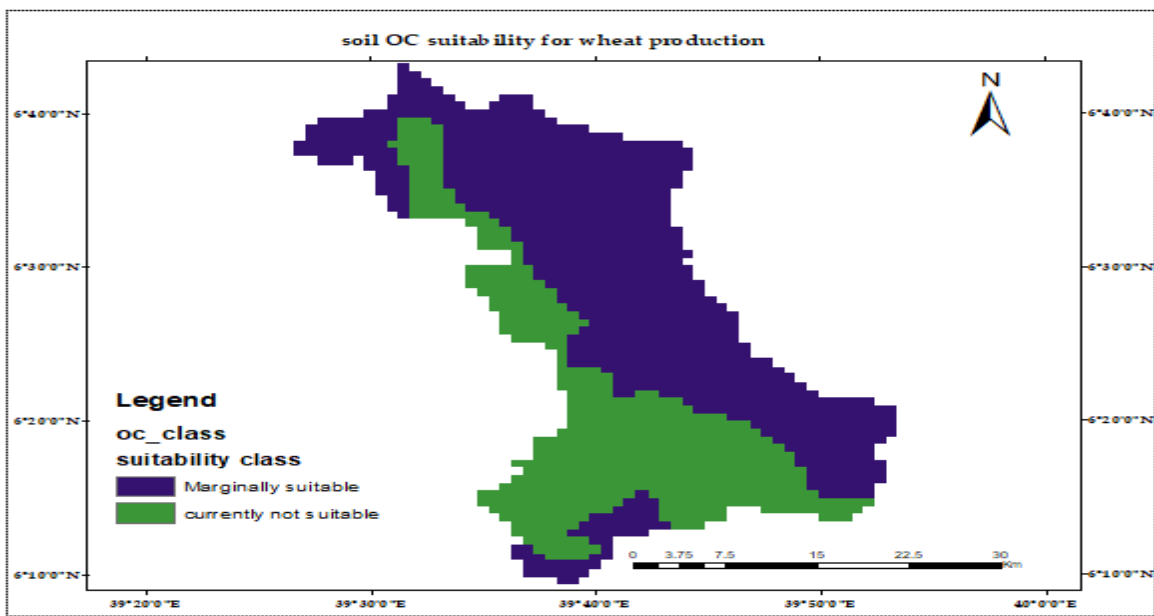 soil OC suitability for wheat production
N
6°40'0"N
6°40'0"N
6°30'0"N
6°30'0"N
6°20'0"N
6°20'0"N
6°10'0"N
6°10'0"N
Legend
oc_class
suitability class
Marginally suitable
currently not suitable
0 3.75 7.5 15 22.5 30
Km
39°20'0"E 39°30'0"E 39°40'0"E 39°50'0"E 40°0'0"E